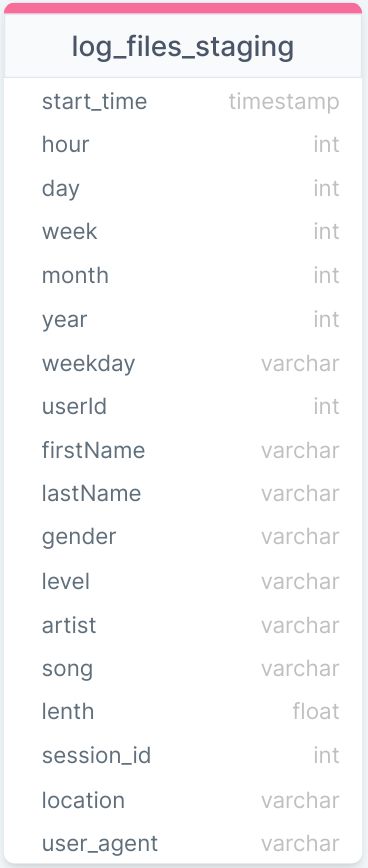 log_files_staging
start_time timestamp
hour int
day int
week int
month int
year int
weekday varchar
userId int
firstName varchar
lastName varchar
gender varchar
level varchar
artist varchar
song varchar
lenth float
session_id int
location varchar
user_agent varchar